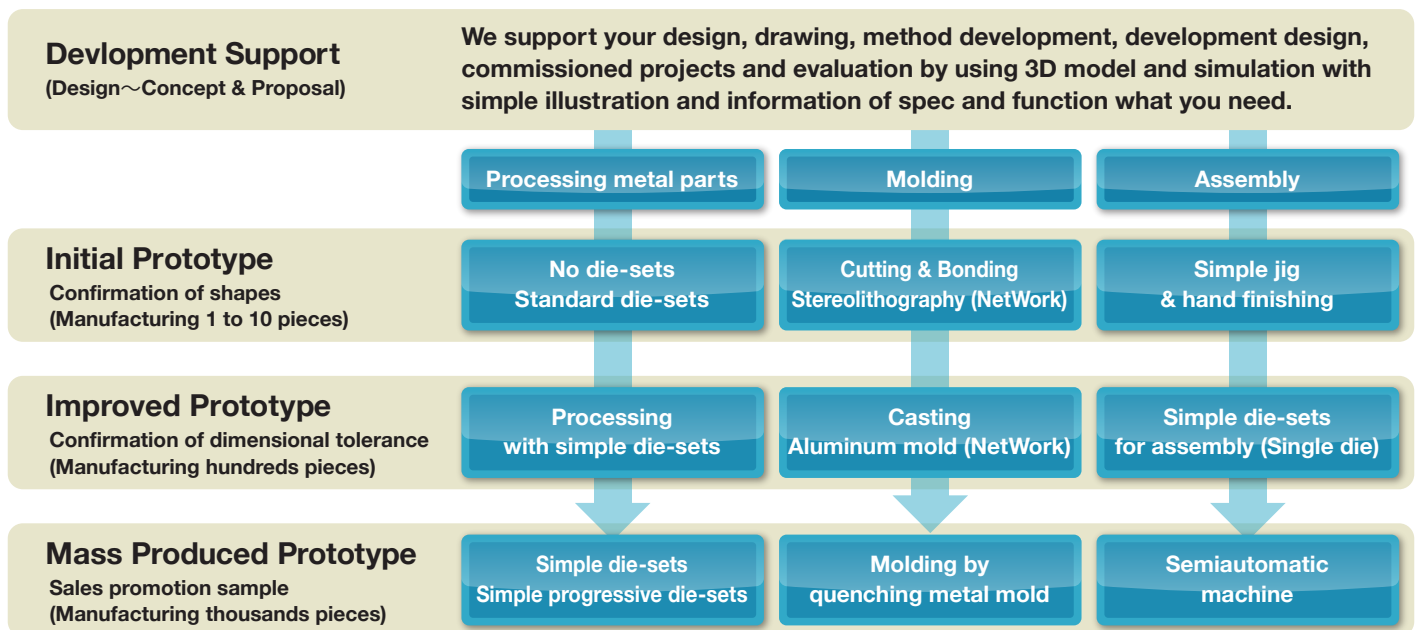 Devlopment Support
(Design～Concept & Proposal)
We support your design, drawing, method development, development design,
commissioned projects and evaluation by using 3D model and simulation with
simple illustration and information of spec and function what you need.
Processing metal parts
Molding
Assembly
Initial Prototype
Confirmation of shapes
(Manufacturing 1 to 10 pieces)
No die-sets
Standard die-sets
Cutting & Bonding
Stereolithography (NetWork)
Simple jig
& hand finishing
Improved Prototype
Confirmation of dimensional tolerance
(Manufacturing hundreds pieces)
Processing
with simple die-sets
Casting
Aluminum mold (NetWork)
Simple die-sets
for assembly (Single die)
Mass Produced Prototype
Sales promotion sample
(Manufacturing thousands pieces)
Simple die-sets
Simple progressive die-sets
Molding by
quenching metal mold
Semiautomatic
machine